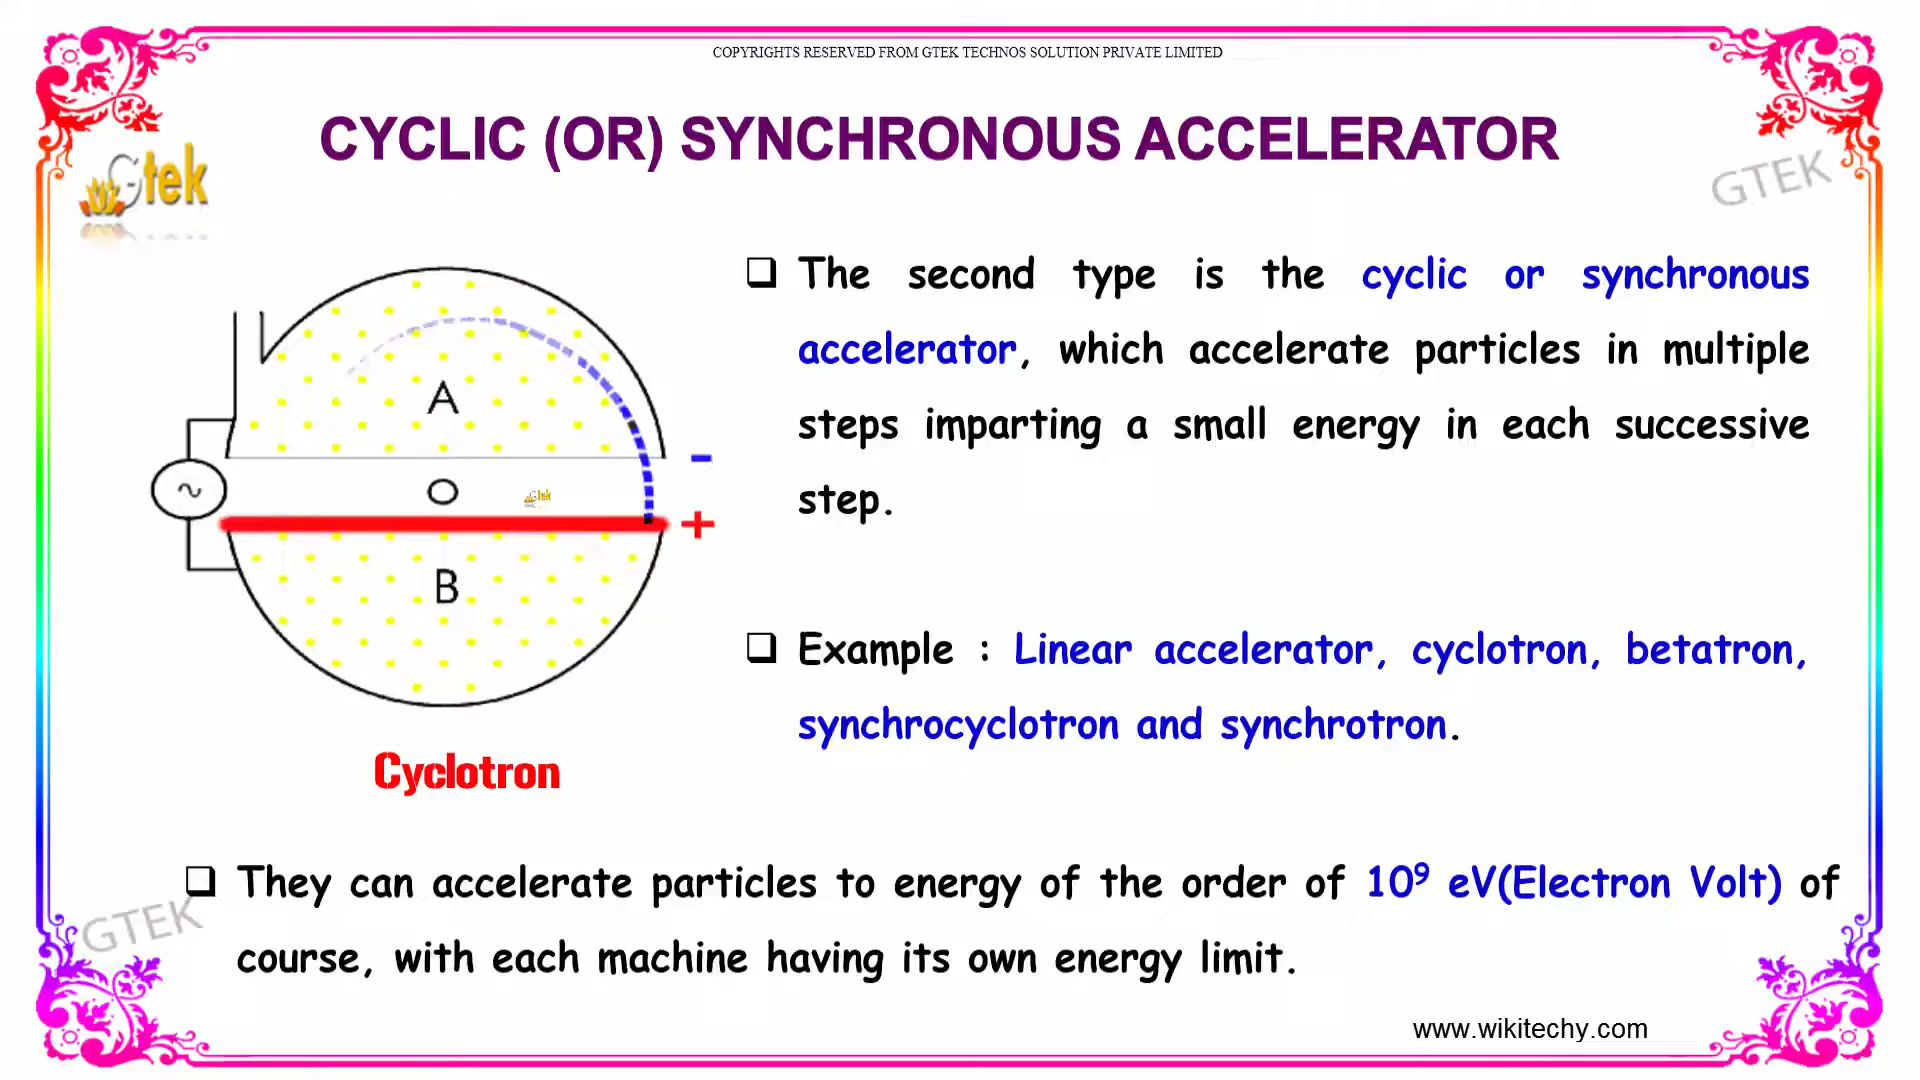 COPYRIGHTS RESERVED FROM GTEK TECHNOS SOLUTION PRIVATE LIMITED
CYCLIC (OR) SYNCHRONOUS ACCELERATOR
Gtek
GTEK
The second type is the cyclic or synchronous
accelerator, which accelerate particles in multiple
steps imparting a small energy in each successive
step.
A
-
~
O
Gtek
+
B
Example : Linear accelerator, cyclotron, betatron,
synchrocyclotron and synchrotron.
Cyclotron
They can accelerate particles to energy of the order of 10⁹ eV(Electron Volt) of
GTEK
course, with each machine having its own energy limit.
www.wikitechy.com